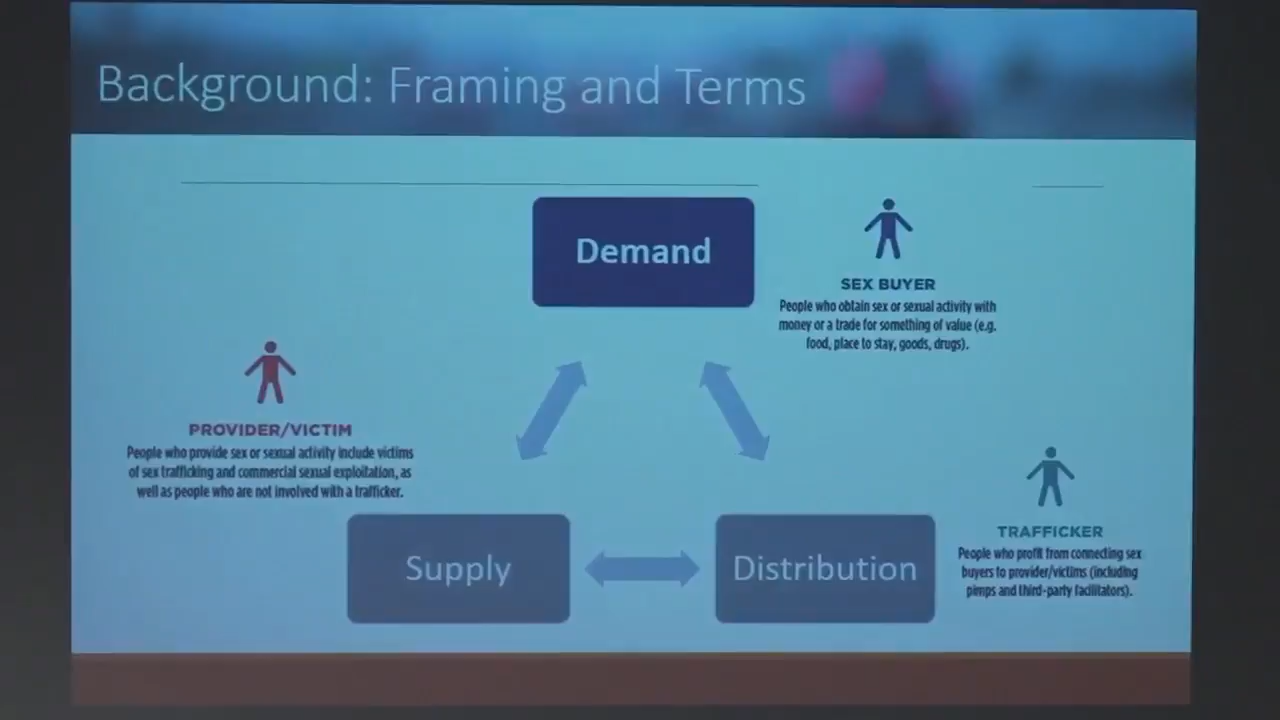 Background: Framing and Terms
Demand
SEX BUYER
People who obtain sex or sexual activity with
money or a trade for something of value (e.g.
food, place to stay, goods, drugs).
PROVIDER/VICTIM
People who provide sex or sexual activity include victims
of sex trafficking and commercial sexual exploitation, as
well as people who are not involved with a trafficker.
Supply
Distribution
TRAFFICKER
People who profit from connecting sex
buyers to provider/victims (including
pimps and third-party facilitators).